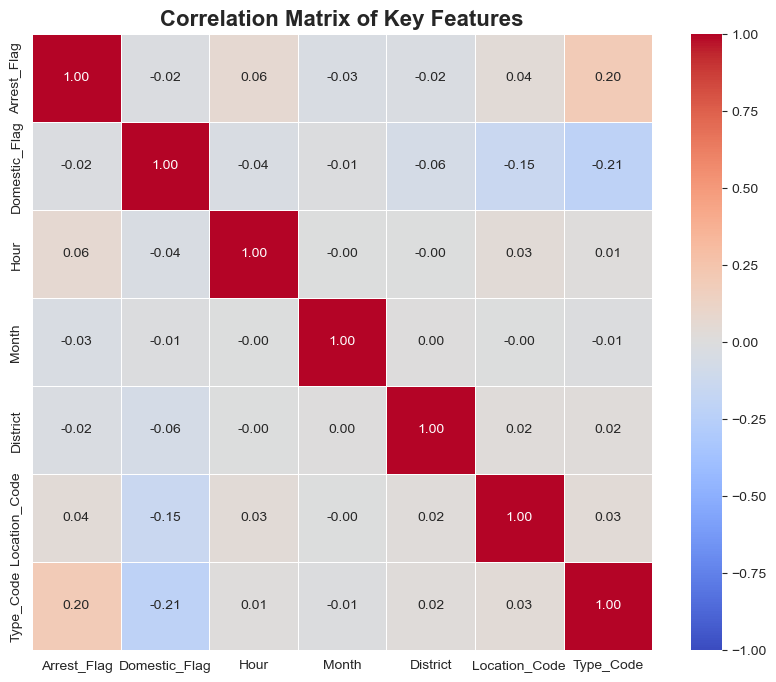 Correlation Matrix of Key Features
Arrest_Flag 1.00 -0.02 0.06 -0.03 -0.02 0.04 0.20
Domestic_Flag -0.02 1.00 -0.04 -0.01 -0.06 -0.15 -0.21
Hour 0.06 -0.04 1.00 -0.00 -0.00 0.03 0.01
Month -0.03 -0.01 -0.00 1.00 0.00 -0.00 -0.01
District -0.02 -0.06 -0.00 0.00 1.00 0.02 0.02
Location_Code 0.04 -0.15 0.03 -0.00 0.02 1.00 0.03
Type_Code 0.20 -0.21 0.01 -0.01 0.02 0.03 1.00
Arrest_Flag Domestic_Flag Hour Month District Location_Code Type_Code
1.00
0.75
0.50
0.25
0.00
−0.25
−0.50
−0.75
−1.00